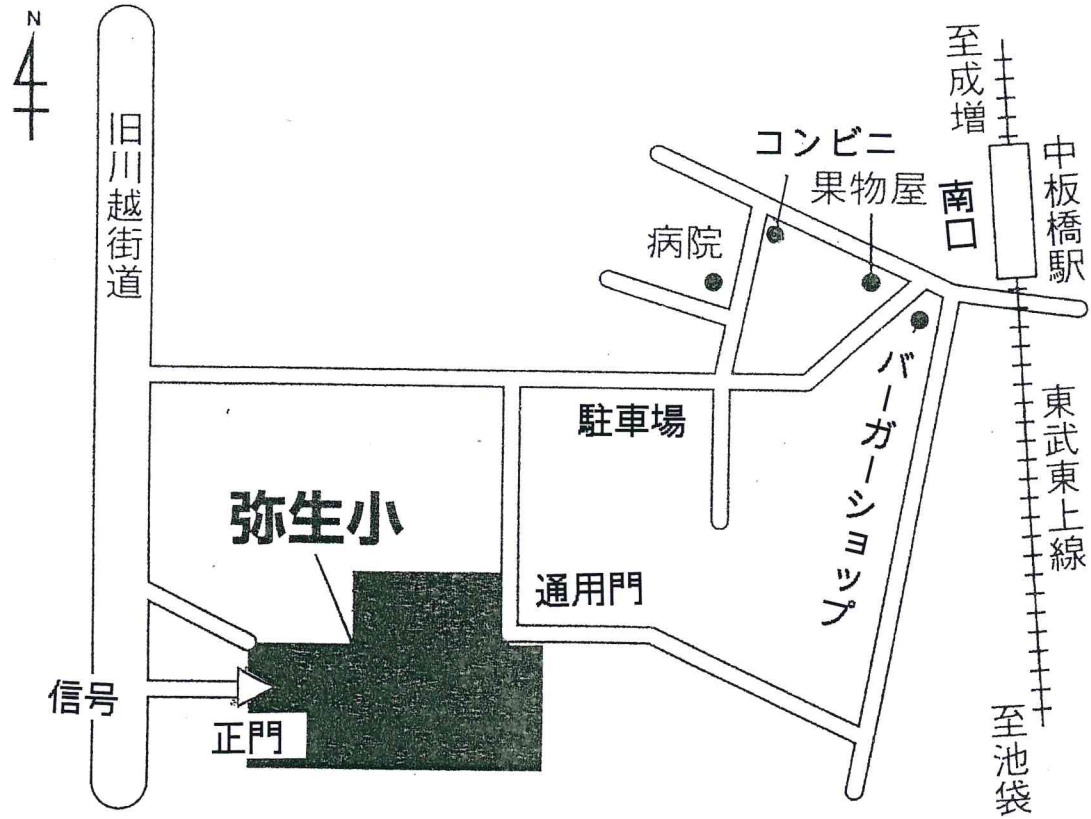 N
旧川越街道
至成増
中板橋駅
南口
コンビニ
果物屋
病院
バーガーショップ
東武東上線
駐車場
弥生小
通用門
信号
正門
至池袋